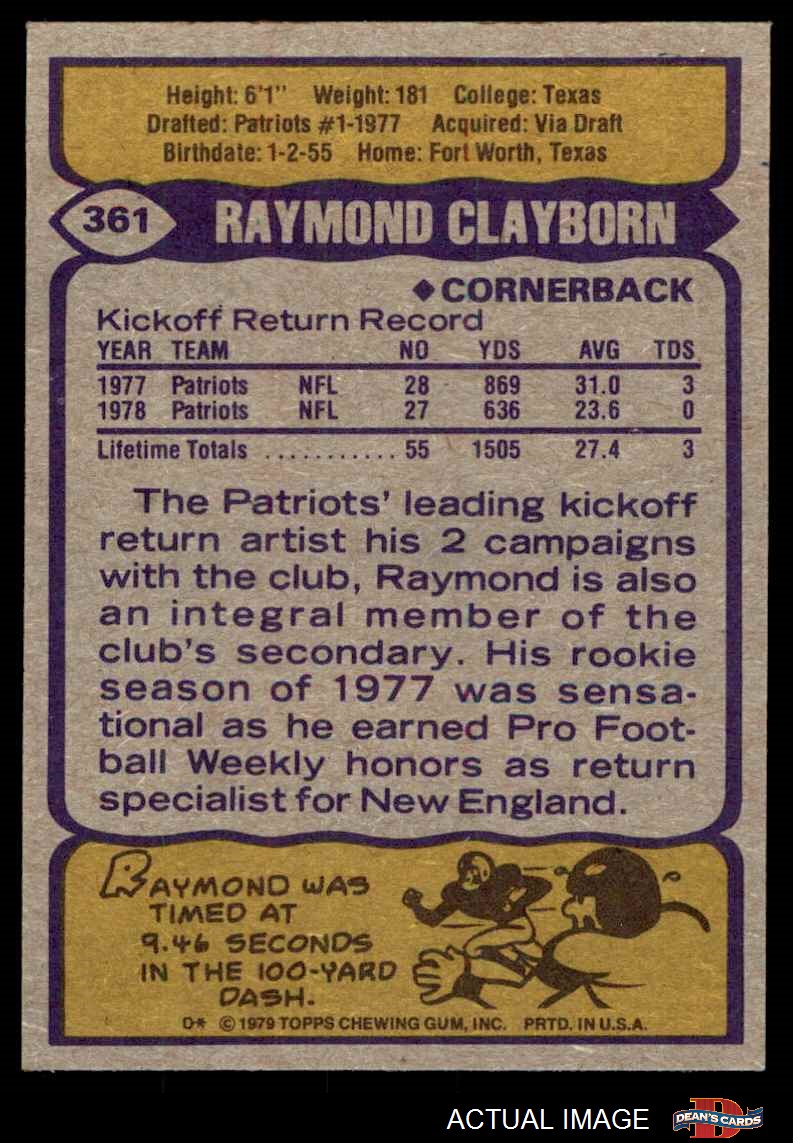 Height: 6'1" Weight: 181 College: Texas
Drafted: Patriots #1-1977 Acquired: Via Draft
Birthdate: 1-2-55 Home: Fort Worth, Texas
361 RAYMOND CLAYBORN
◆CORNERBACK
Kickoff Return Record
YEAR TEAM NO YDS AVG TDS
1977 Patriots NFL 28 869 31.0 3
1978 Patriots NFL 27 636 23.6 0
Lifetime Totals ........... 55 1505 27.4 3
The Patriots' leading kickoff
return artist his 2 campaigns
with the club, Raymond is also
an integral member of the
club's secondary. His rookie
season of 1977 was sensa-
tional as he earned Pro Foot-
ball Weekly honors as return
specialist for New England.
RAYMOND WAS
TIMED AT
9.46 SECONDS
IN THE 100-YARD
DASH.
D* © 1979 TOPPS CHEWING GUM, INC. PRTD. IN U.S.A.
ACTUAL IMAGE
D
DEAN'S CARDS